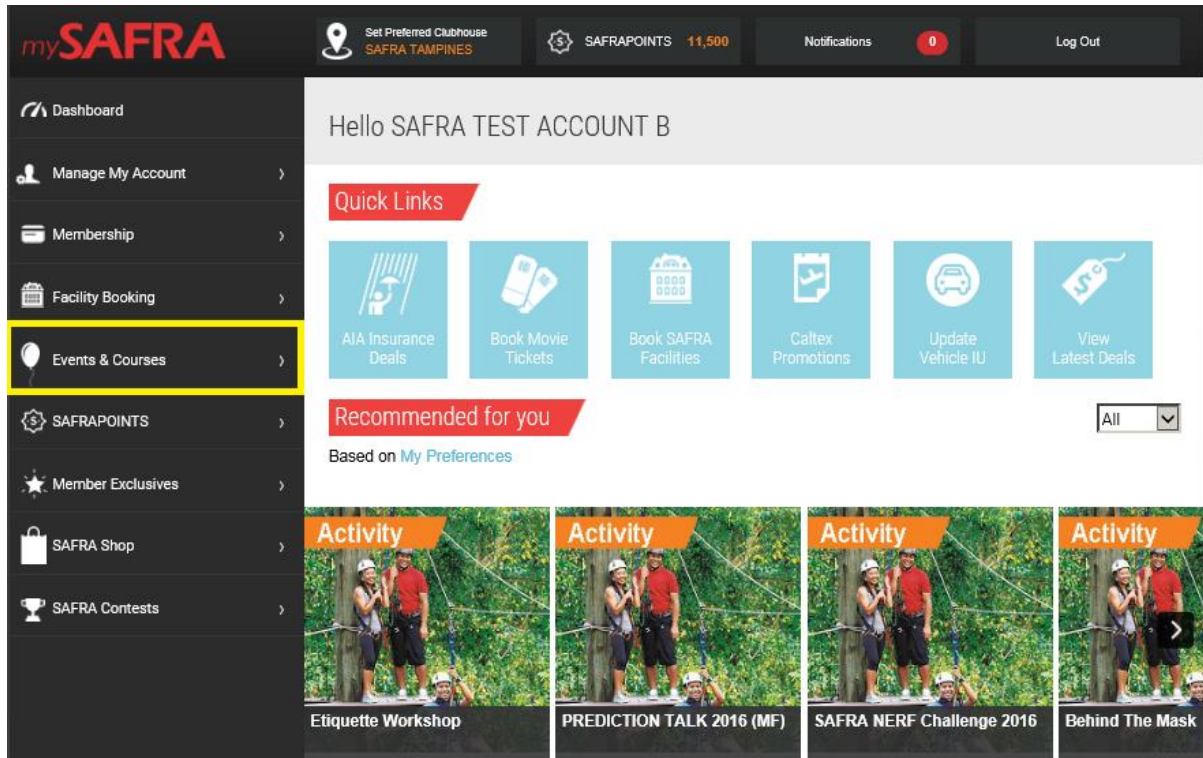 mySAFRA
Set Preferred Clubhouse
SAFRA TAMPINES
SAFRAPOINTS 11,500
Notifications 0
Log Out
Dashboard
Manage My Account
Membership
Facility Booking
Events & Courses
SAFRAPOINTS
Member Exclusives
SAFRA Shop
SAFRA Contests
Hello SAFRA TEST ACCOUNT B
Quick Links
AIA Insurance
Deals
Book Movie
Tickets
Book SAFRA
Facilities
Caltex
Promotions
Update
Vehicle IU
View
Latest Deals
Recommended for you
All
Based on My Preferences
Activity
Etiquette Workshop
Activity
PREDICTION TALK 2016 (MF)
Activity
SAFRA NERF Challenge 2016
Activity
Behind The Mask